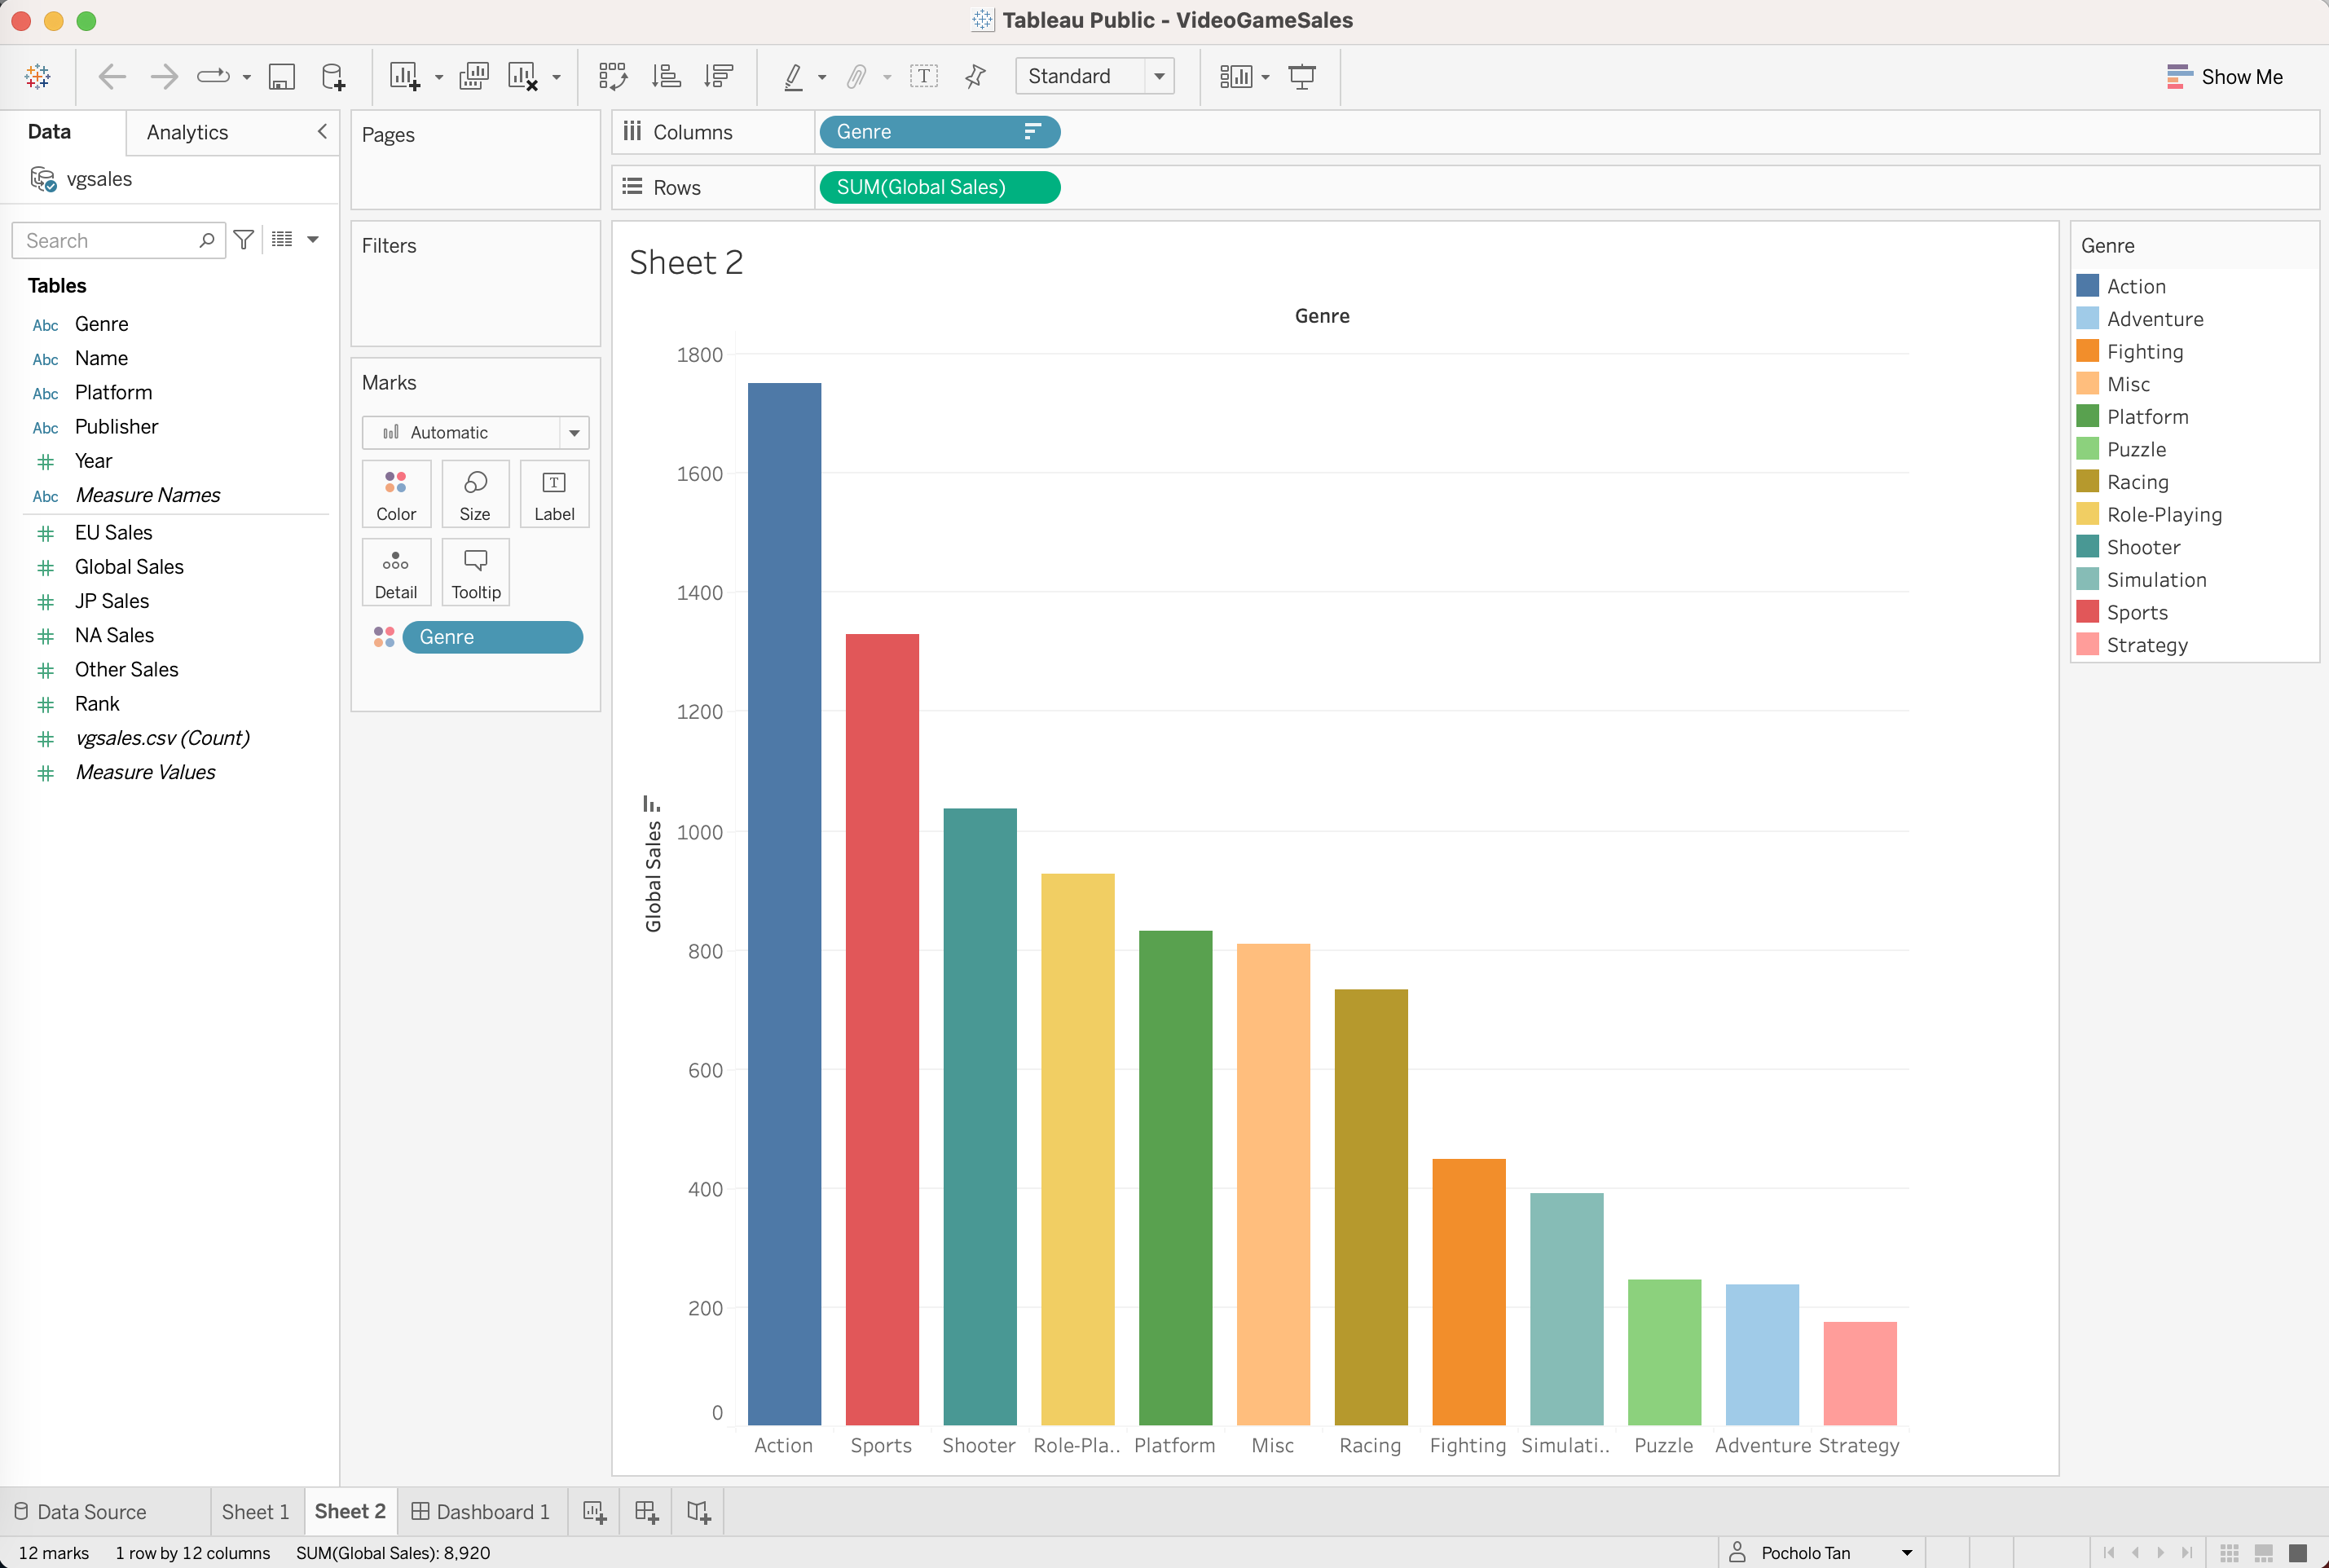 Tableau Public - VideoGameSales
Standard
Show Me
Data
Analytics
vgsales
Search
Tables
Abc Genre
Abc Name
Abc Platform
Abc Publisher
# Year
Abc Measure Names
# EU Sales
# Global Sales
# JP Sales
# NA Sales
# Other Sales
# Rank
# vgsales.csv (Count)
# Measure Values
Pages
Filters
Marks
Automatic
Color Size T Label
Detail Tooltip
Genre
Columns Genre
Rows SUM(Global Sales)
Sheet 2
Genre
1800
1600
1400
1200
1000
800
600
400
200
0
Global Sales
Action Sports Shooter Role-Pla.. Platform Misc Racing Fighting Simulati.. Puzzle Adventure Strategy
Genre
Action
Adventure
Fighting
Misc
Platform
Puzzle
Racing
Role-Playing
Shooter
Simulation
Sports
Strategy
Data Source Sheet 1 Sheet 2 Dashboard 1
12 marks 1 row by 12 columns SUM(Global Sales): 8,920 Pocholo Tan